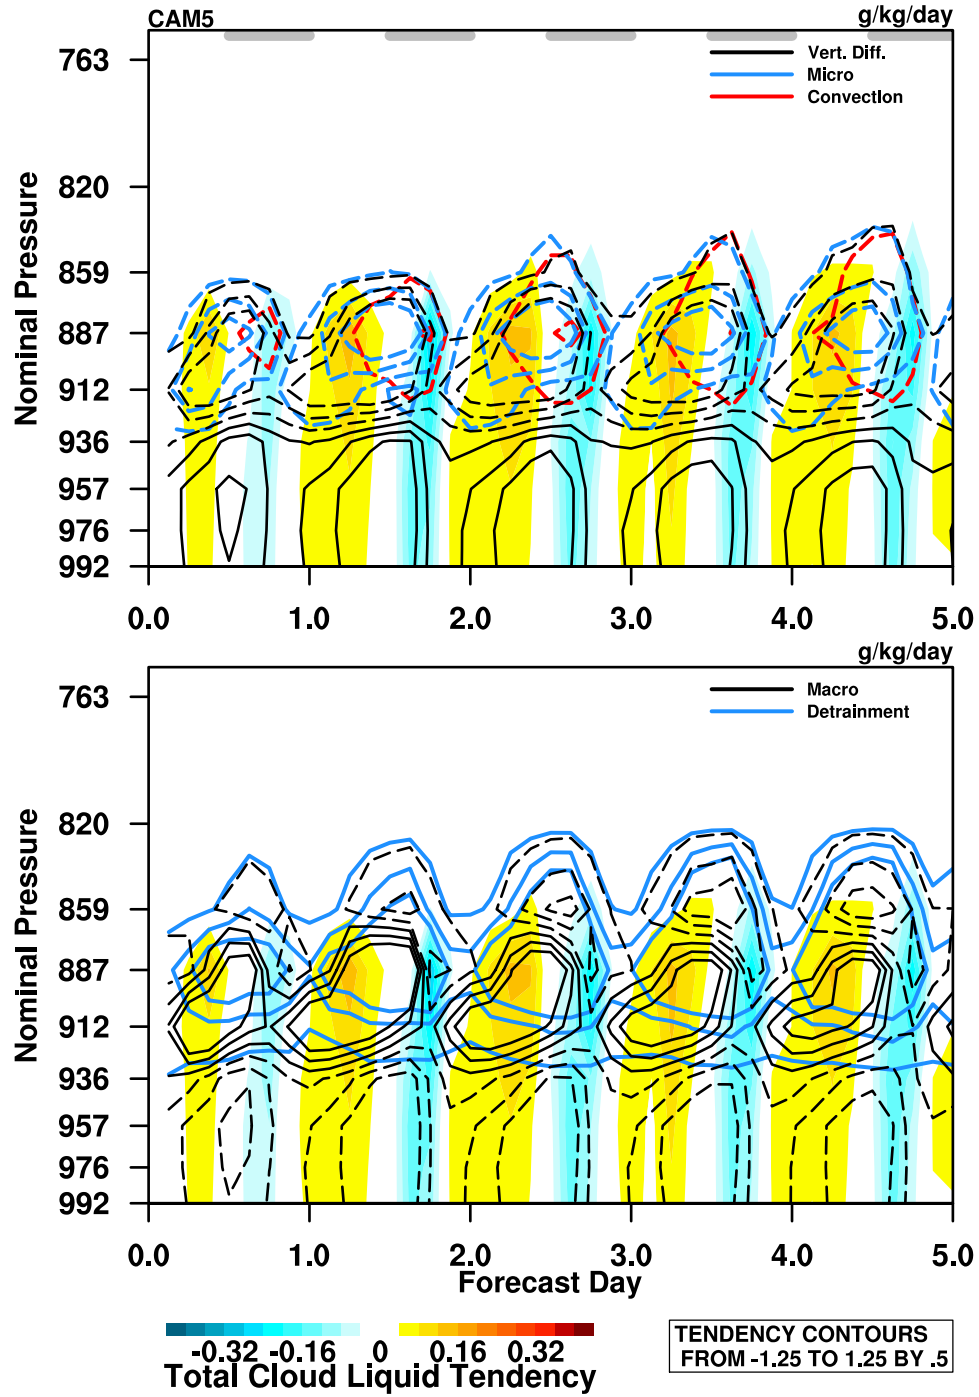 CAM5 g/kg/day
Vert. Diff.
Micro
Convection
Nominal Pressure
763
820
859
887
912
936
957
976
992
0.0 1.0 2.0 3.0 4.0 5.0
g/kg/day
Macro
Detrainment
Nominal Pressure
763
820
859
887
912
936
957
976
992
0.0 1.0 2.0 3.0 4.0 5.0
Forecast Day
-0.32 -0.16 0 0.16 0.32
Total Cloud Liquid Tendency
TENDENCY CONTOURS
FROM -1.25 TO 1.25 BY .5